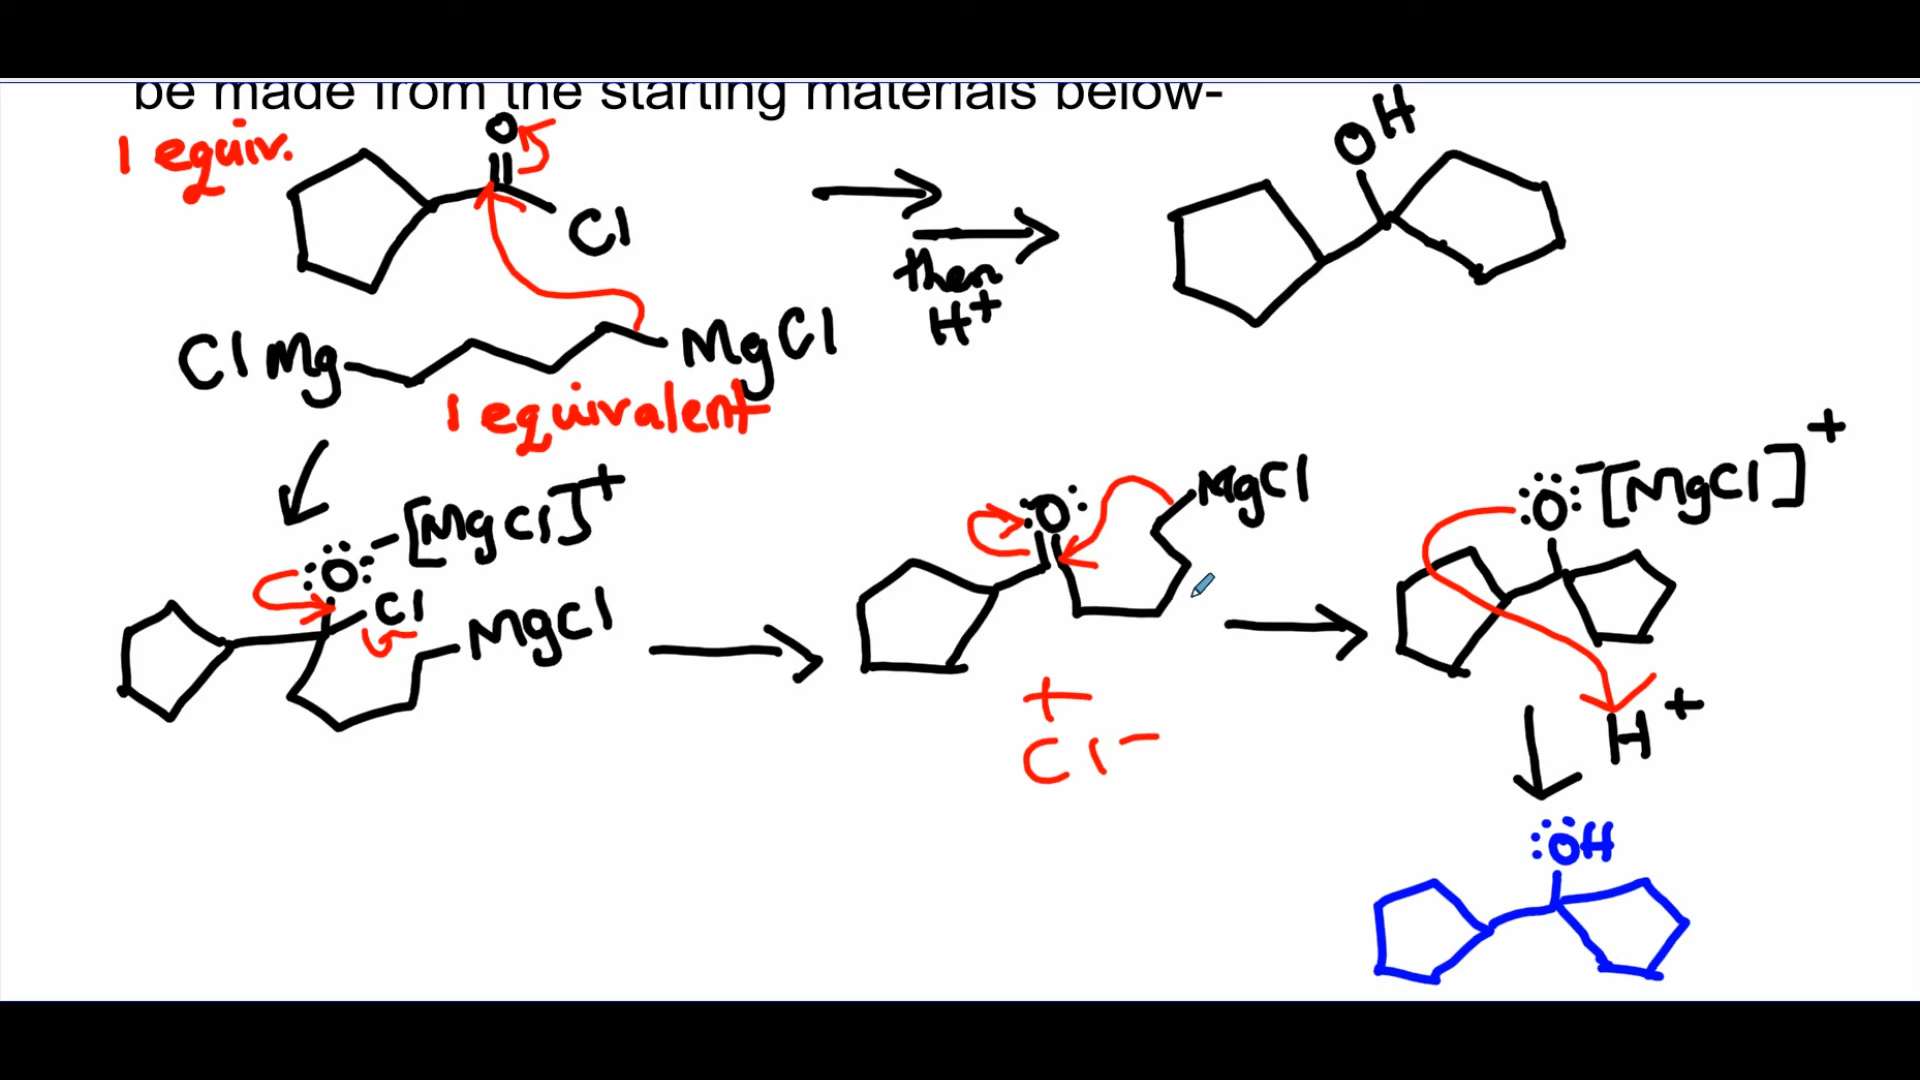 be made from the starting materials below-
1 equiv.
O
Cl
then
H+
OH
ClMg
MgCl
1 equivalent
:O: -[MgCl]+
Cl
MgCl
:O:
MgCl
+
Cl-
:O: -[MgCl]+
H+
:OH